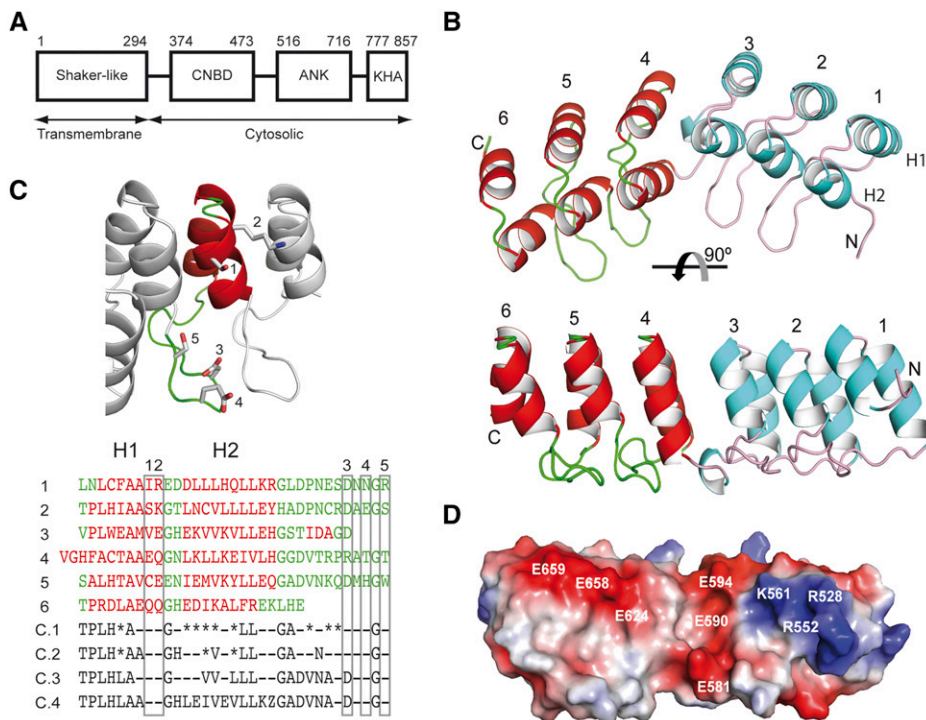 A
1 294 374 473 516 716 777 857
Shaker-like CNBD ANK KHA
Transmembrane Cytosolic
B
3
2
4
5
1
6
C
H1
H2
N
90º
6 5 4 3 2 1
N
C
C
2
1
5 3
4
H1 H2
12 3 4 5
1 LNLCFAAIREDDLLLHQLLKRGLDPNESDNNGR
2 TPLHIAASKGTLNCVLLLLEYHADPNCRDAEGS
3 VPLWEAMVEGHEKVVKVLLEHGSTIDAGD
4 VGHFACTAAEQGNLKLLKEIVLHGGDVTRPRATGT
5 SALHTAVCEENIEMVKYLLEQGADVNKQDMHGW
6 TPRDLAEQQGHEDIKALFREKLHE
C.1 TPLH*A---G-****-*LL--GA-*--**---G-
C.2 TPLH*AA--GH--*V-*LL--GA--N-----G-
C.3 TPLHLAA--G---VV-LLL--GADVNA-D--G-
C.4 TPLHLAA--GHLEIVEVLLKZGADVNA-D--G-
D
E659 E658 E624 E594 E590 E581 K561 R528 R552